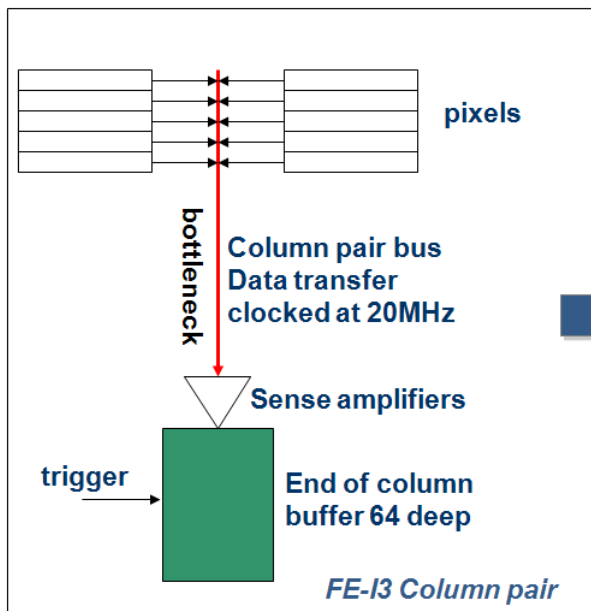 pixels
bottleneck
Column pair bus
Data transfer
clocked at 20MHz
Sense amplifiers
trigger
End of column
buffer 64 deep
FE-I3 Column pair